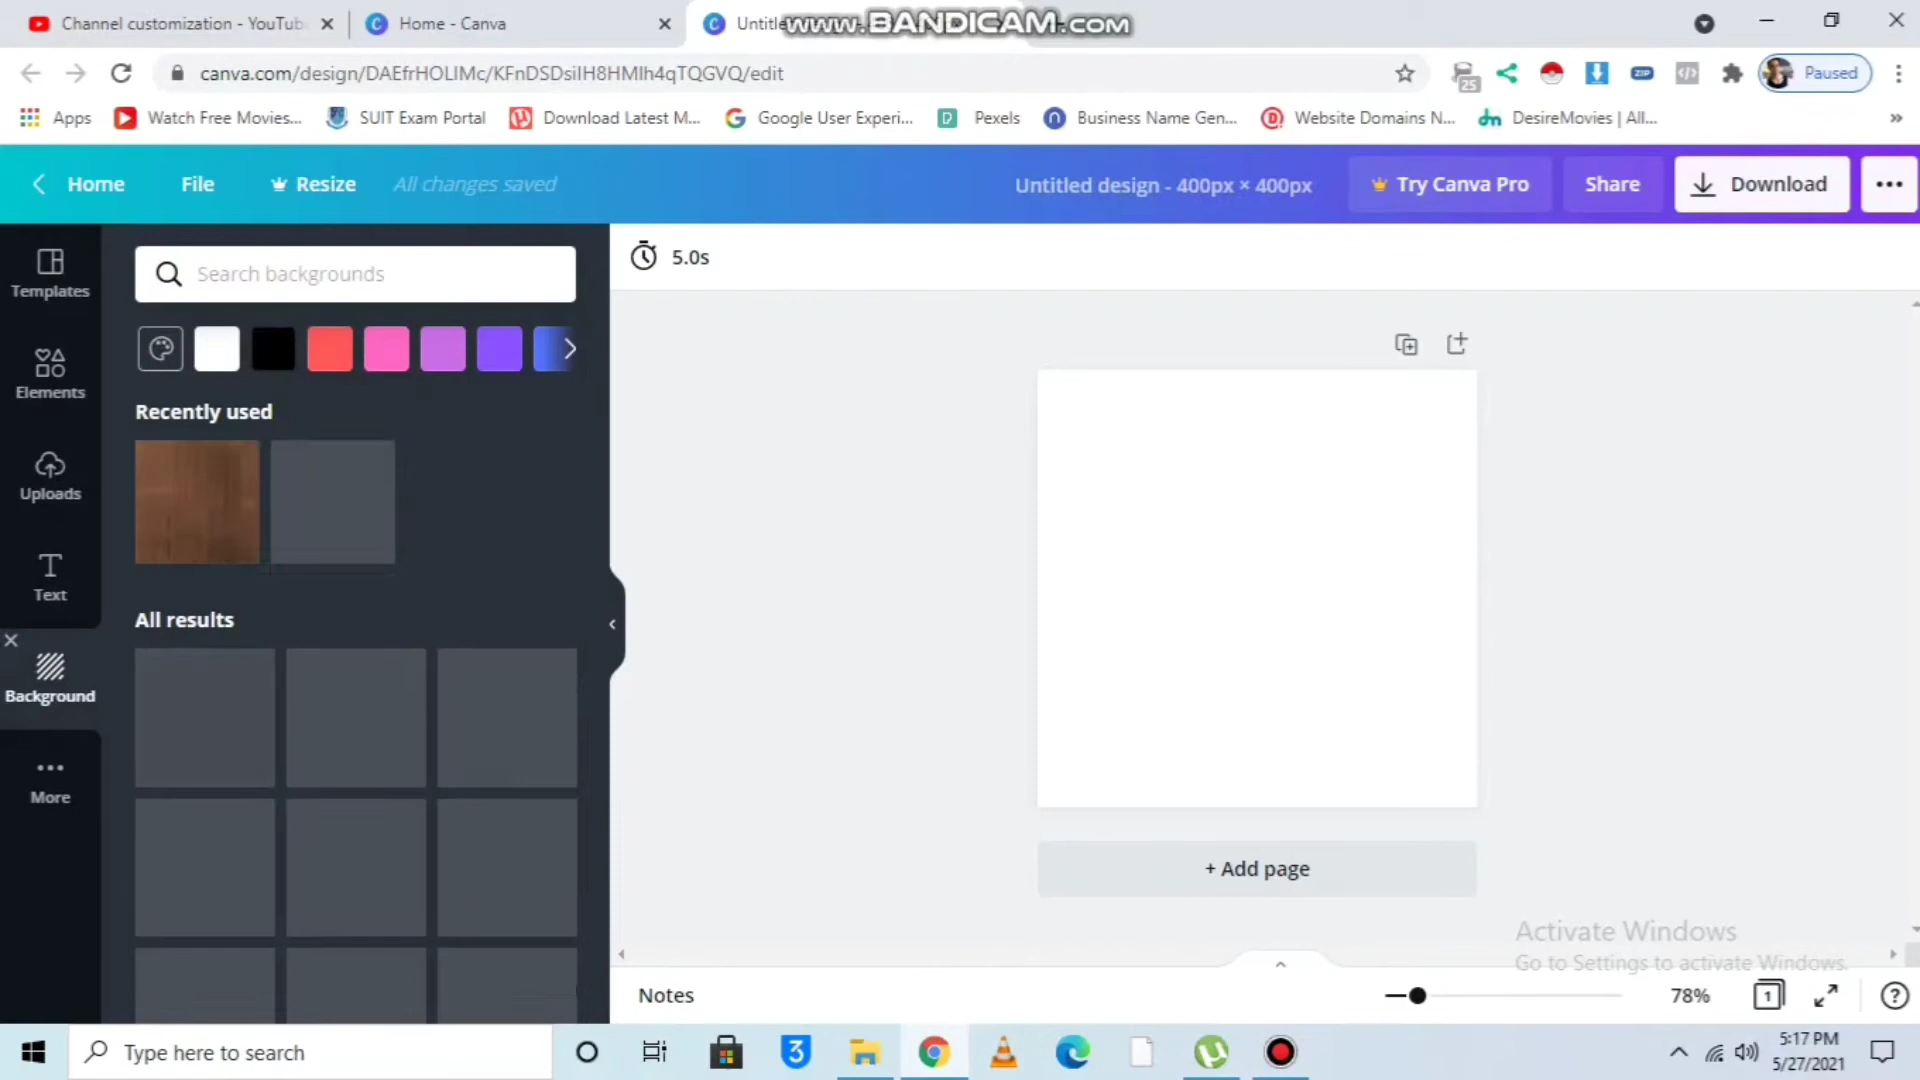 Channel customization - YouTub
Home - Canva
Untitle
www.BANDICAM.com
canva.com/design/DAEfrHOLIMc/KFnDSDsiIH8HMIh4qTQGVQ/edit
25
ZIP
Paused
Apps
Watch Free Movies...
SUIT Exam Portal
Download Latest M...
Google User Experi...
Pexels
Business Name Gen...
Website Domains N...
DesireMovies | All...
Home
File
Resize
All changes saved
Untitled design - 400px × 400px
Try Canva Pro
Share
Download
Templates
Search backgrounds
5.0s
Elements
Recently used
Uploads
Text
All results
Background
More
+ Add page
Activate Windows
Go to Settings to activate Windows.
Notes
78%
1
Type here to search
5:17 PM
5/27/2021